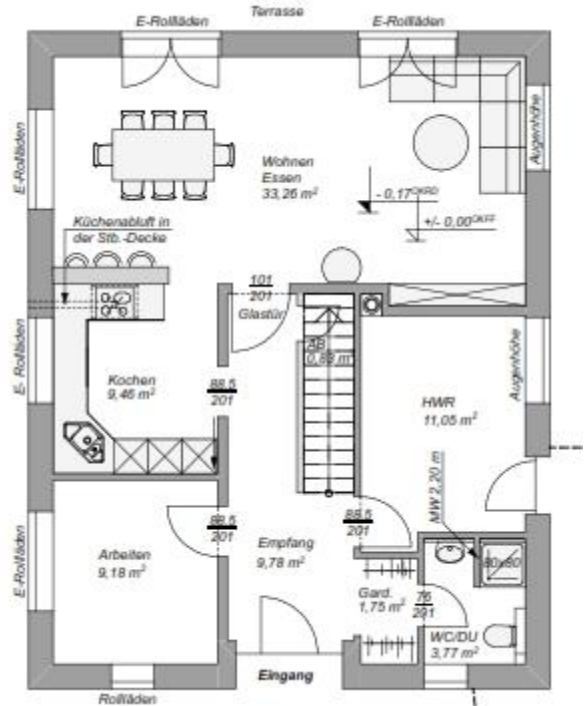 Terrasse
E-Rollläden
E-Rollläden
E-Rollläden
Augenhöhe
Wohnen
Essen
33,26 m²
- 0,17 OKRD
+/- 0,00 OKFF
Küchenabluft in
der Stb.-Decke
101
201
Glastür
E- Rollläden
AB
0,83 m²
Augenhöhe
Kochen
9,46 m²
88,5
201
HWR
11,05 m²
MW 2,20 m
E-Rollläden
88,5
201
88,5
201
Arbeiten
9,18 m²
Empfang
9,78 m²
80x80
Gard.
1,75 m²
76
201
WC/DU
3,77 m²
Eingang
Rollläden